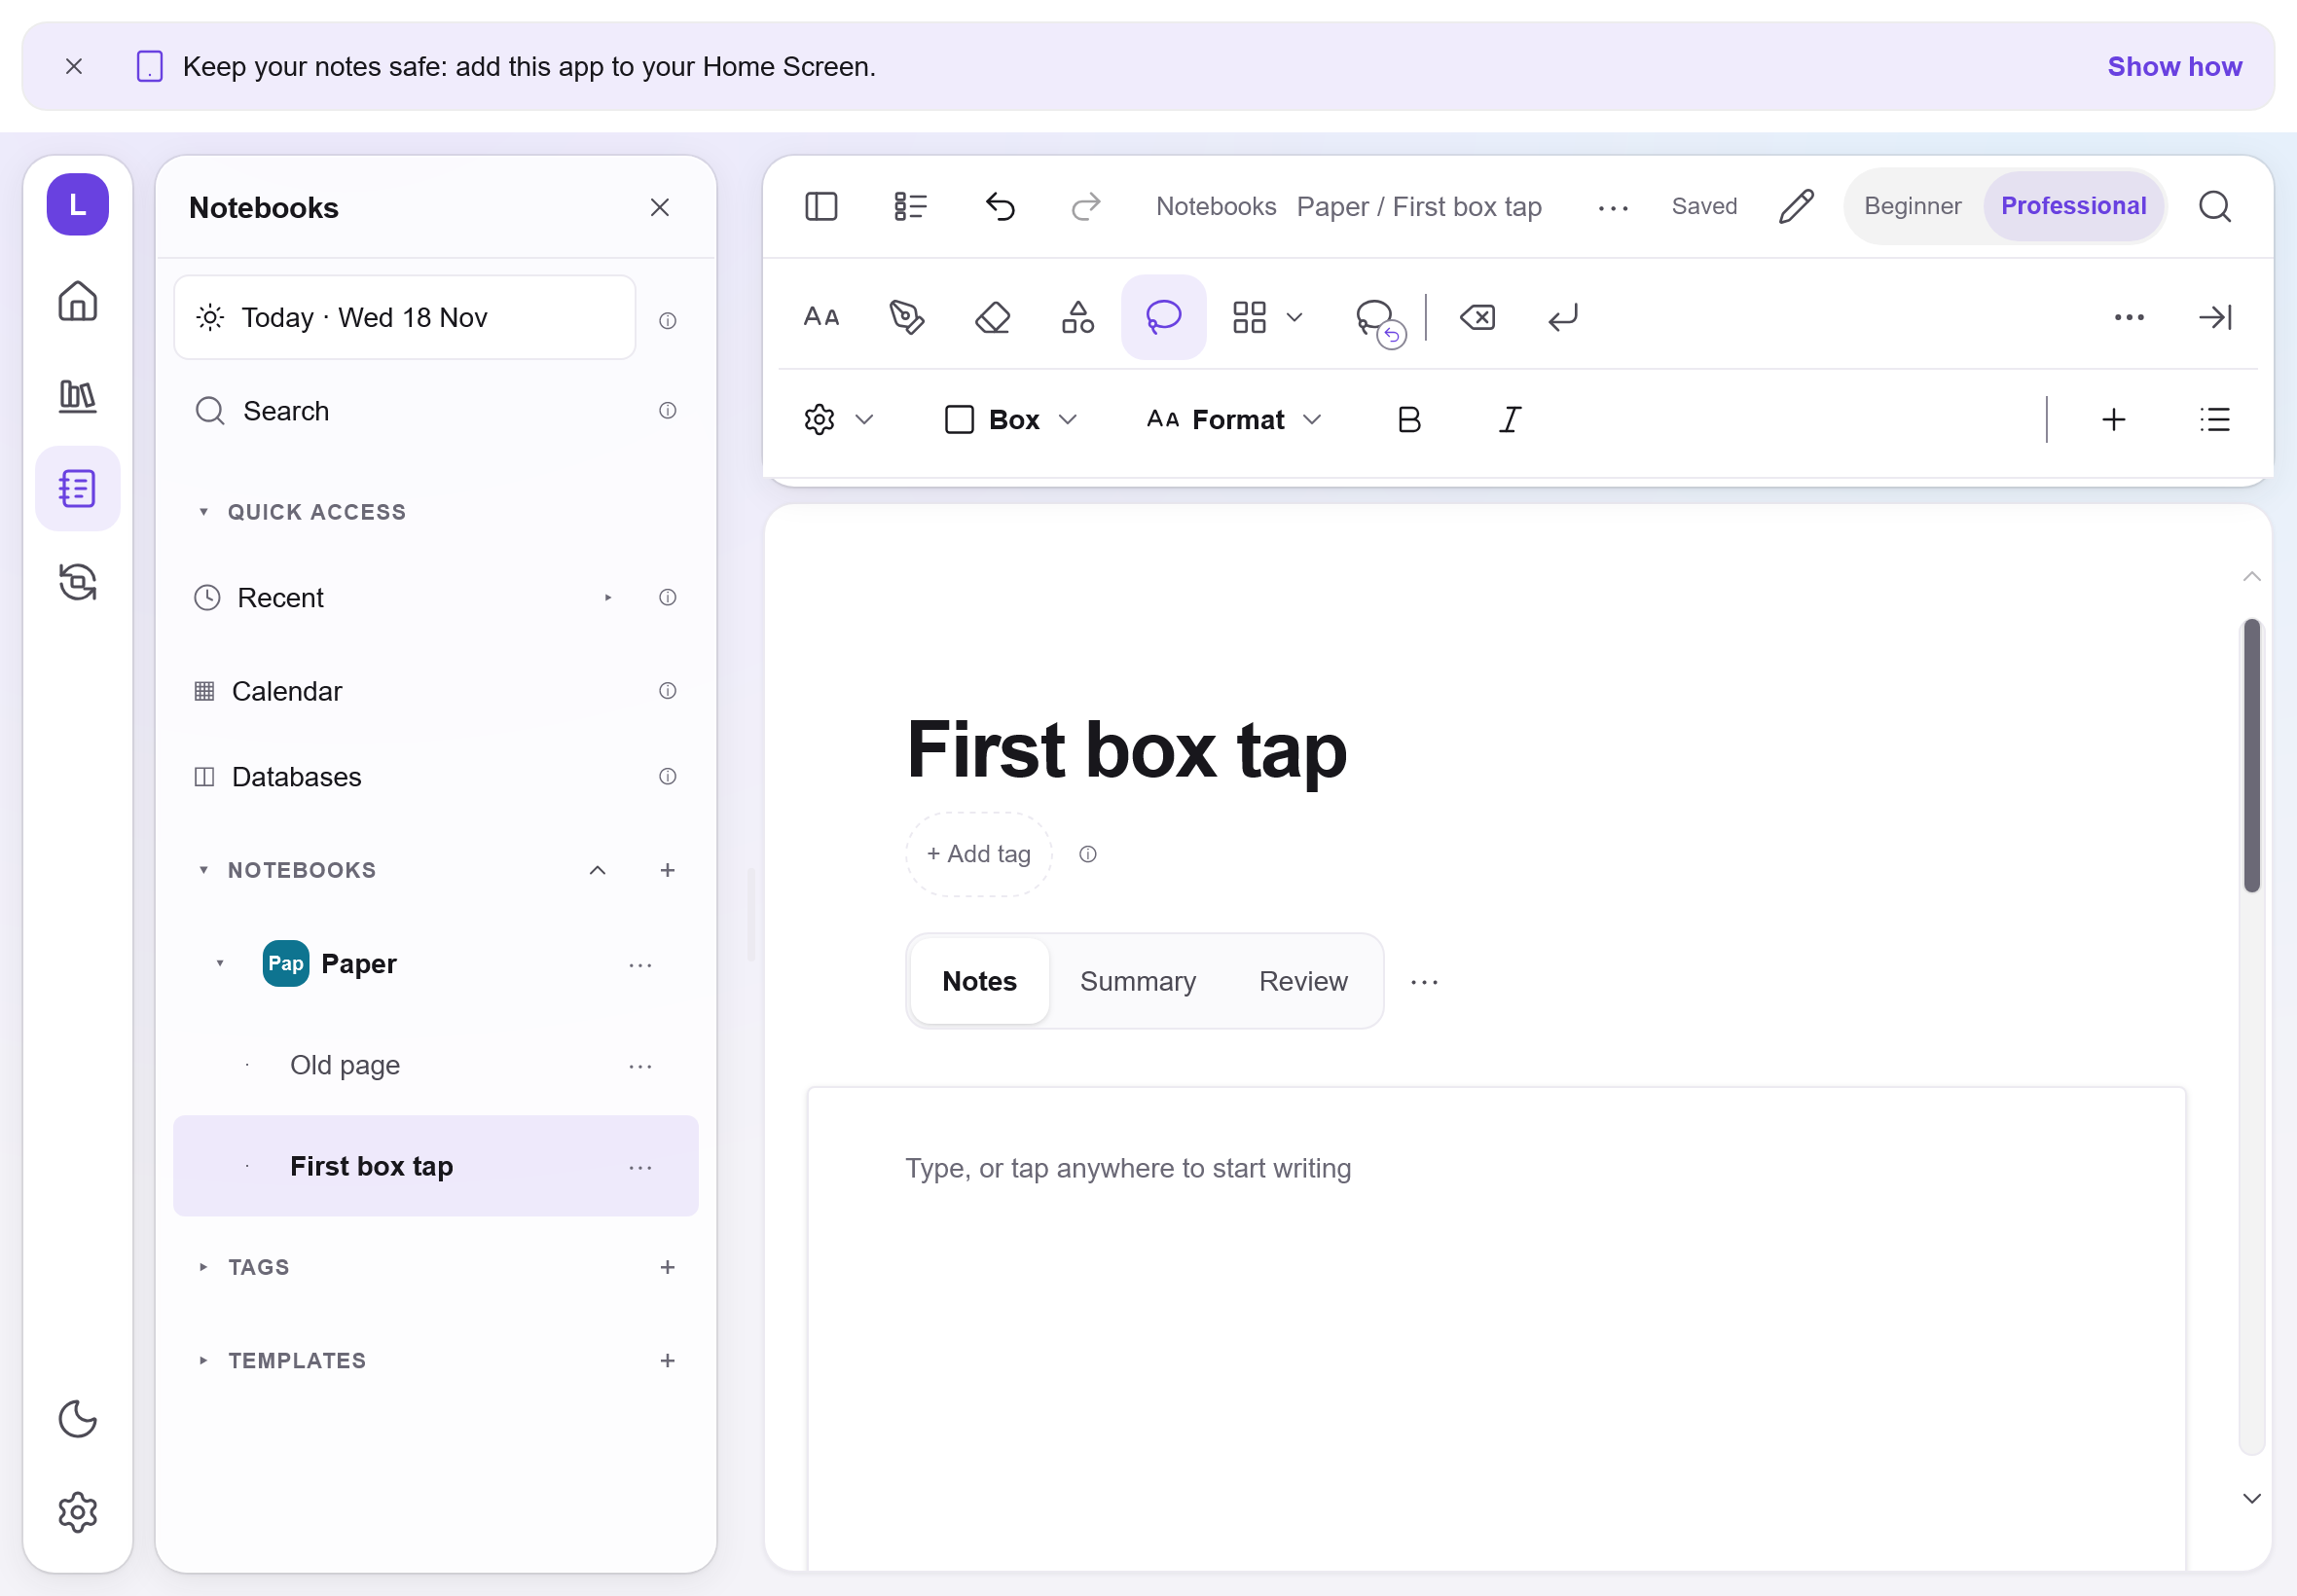 Keep your notes safe: add this app to your Home Screen.
Show how
L
Notebooks
Today · Wed 18 Nov
Search
QUICK ACCESS
Recent
Calendar
Databases
NOTEBOOKS
Pap Paper
Old page
First box tap
TAGS
TEMPLATES
Notebooks Paper / First box tap
Saved
Beginner Professional
Box
Format
B I
First box tap
+ Add tag
Notes Summary Review
Type, or tap anywhere to start writing